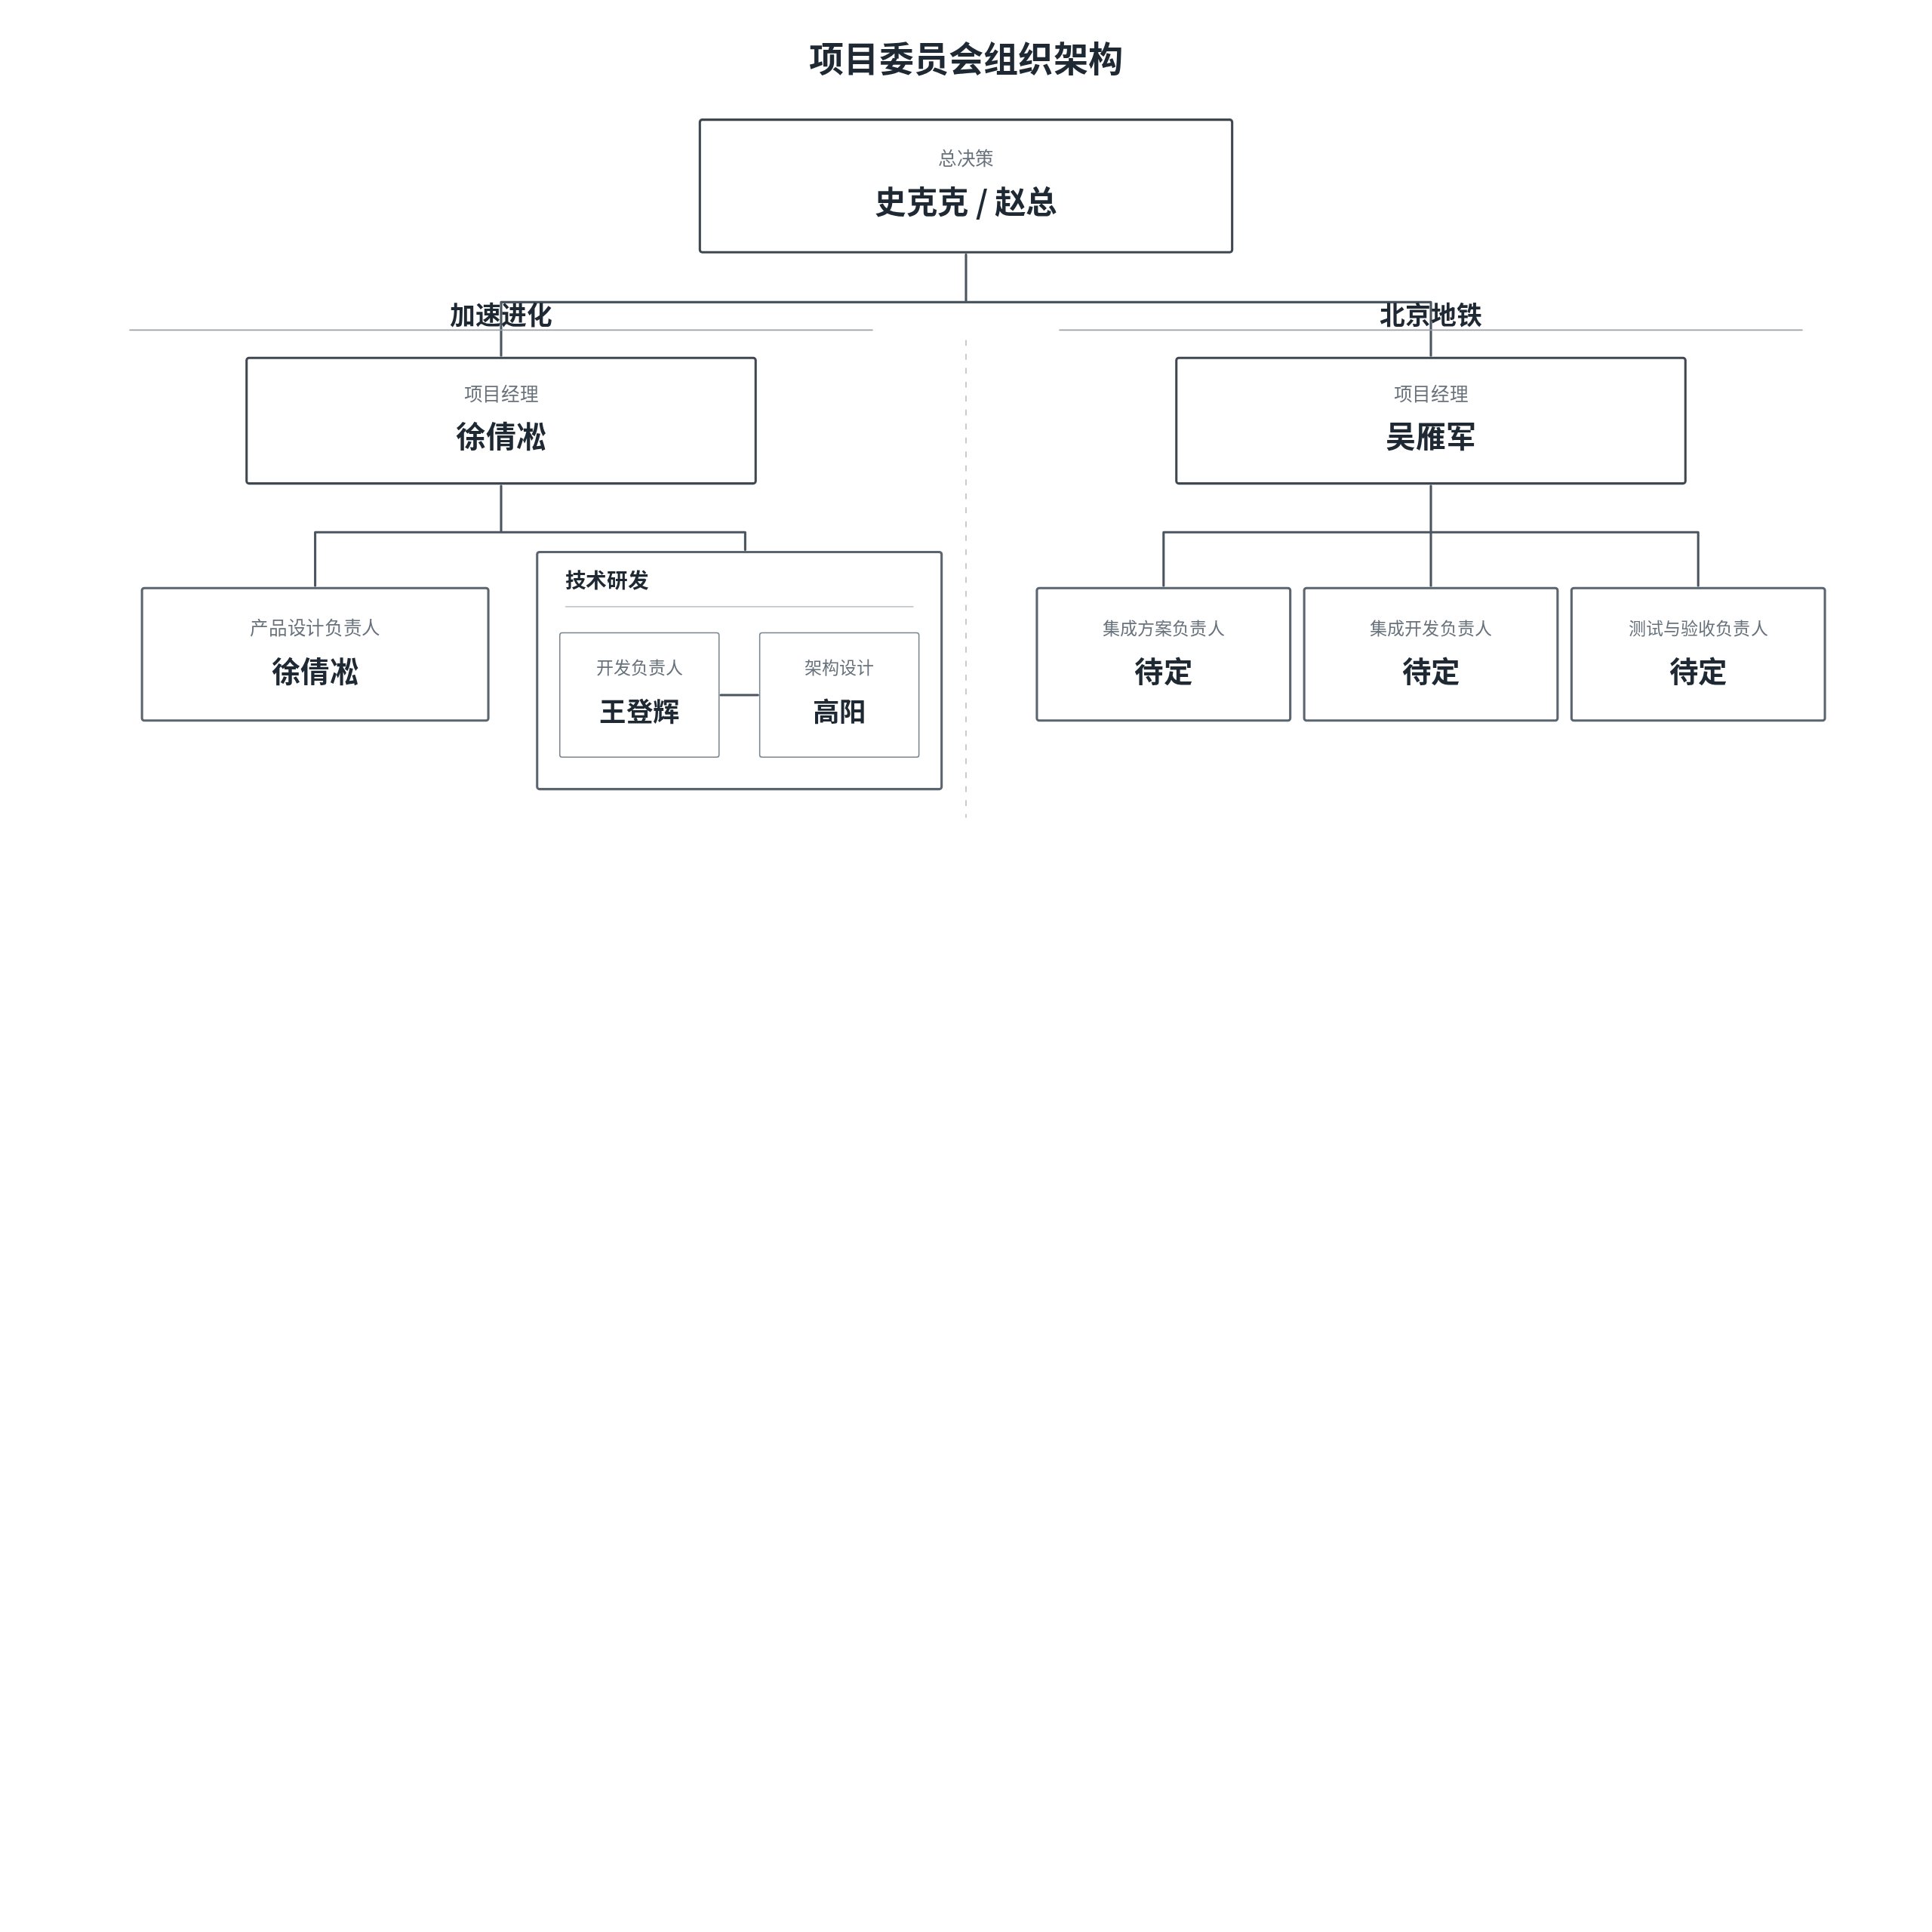 项目委员会组织架构
总决策
史克克 / 赵总
加速进化
北京地铁
项目经理
徐倩凇
项目经理
吴雁军
产品设计负责人
徐倩凇
技术研发
开发负责人
王登辉
架构设计
高阳
集成方案负责人
待定
集成开发负责人
待定
测试与验收负责人
待定